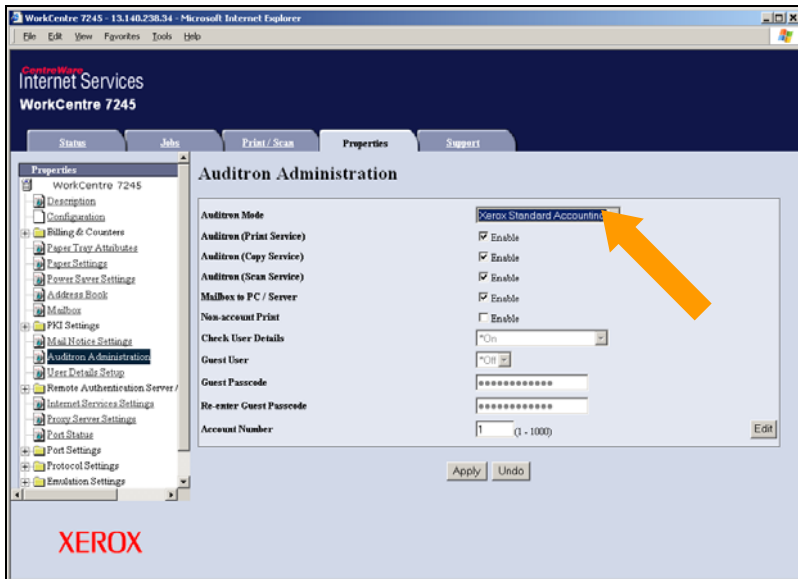 WorkCentre 7245 - 13.140.238.34 - Microsoft Internet Explorer
File Edit View Favorites Tools Help
CentreWare
Internet Services
WorkCentre 7245
Status Jobs Print / Scan Properties Support
Properties
WorkCentre 7245
Description
Configuration
Billing & Counters
Paper Tray Attributes
Paper Settings
Power Saver Settings
Address Book
Mailbox
PKI Settings
Mail Notice Settings
Auditron Administration
User Details Setup
Remote Authentication Server /
Internet Services Settings
Proxy Server Settings
Port Status
Port Settings
Protocol Settings
Emulation Settings
XEROX
Auditron Administration
Auditron Mode Xerox Standard Accounting
Auditron (Print Service) Enable
Auditron (Copy Service) Enable
Auditron (Scan Service) Enable
Mailbox to PC / Server Enable
Non-account Print Enable
Check User Details *On
Guest User *Off
Guest Passcode ●●●●●●●●●●●●
Re-enter Guest Passcode ●●●●●●●●●●●●
Account Number 1 (1 - 1000) Edit
Apply Undo